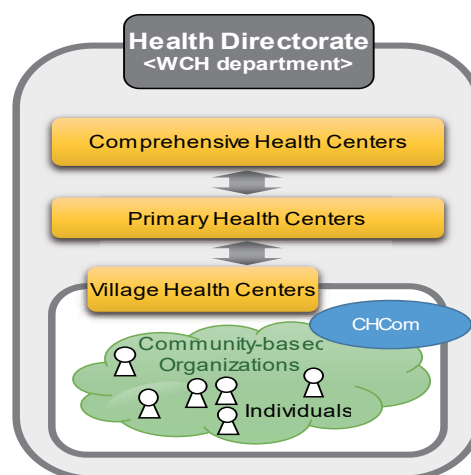 Health Directorate
<WCH department>
Comprehensive Health Centers
Primary Health Centers
Village Health Centers
CHCom
Community-based
Organizations
Individuals